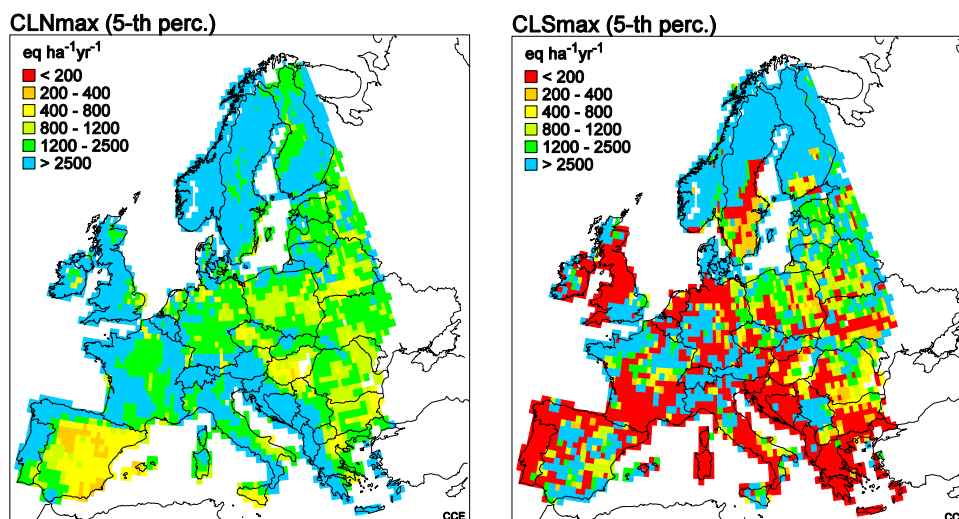 CLNmax (5-th perc.)
eq ha⁻¹yr⁻¹
< 200
200 - 400
400 - 800
800 - 1200
1200 - 2500
> 2500
CCE
CLSmax (5-th perc.)
eq ha⁻¹yr⁻¹
< 200
200 - 400
400 - 800
800 - 1200
1200 - 2500
> 2500
CCE